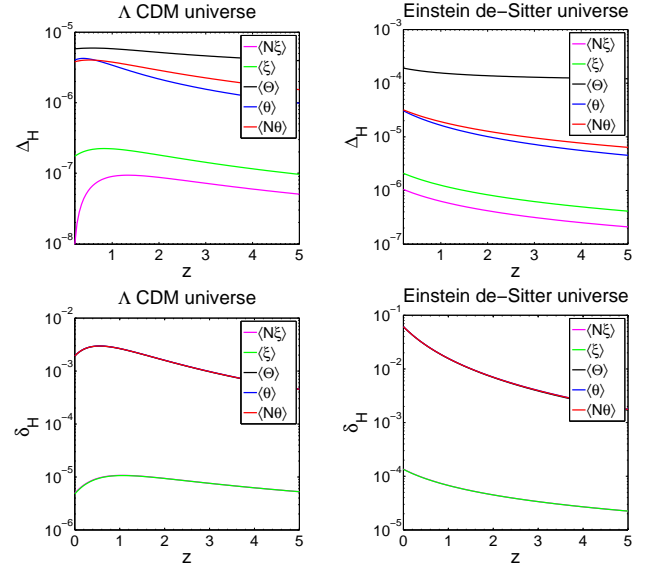 Λ CDM universe
Einstein de−Sitter universe
10⁻⁵
10⁻⁶
10⁻⁷
10⁻⁸
Δ_H
1 2 3 4 5
z
⟨Nξ⟩
⟨ξ⟩
⟨Θ⟩
⟨θ⟩
⟨Nθ⟩
10⁻³
10⁻⁴
10⁻⁵
10⁻⁶
10⁻⁷
Δ_H
1 2 3 4 5
z
⟨Nξ⟩
⟨ξ⟩
⟨Θ⟩
⟨θ⟩
⟨Nθ⟩
Λ CDM universe
Einstein de−Sitter universe
10⁻²
10⁻³
10⁻⁴
10⁻⁵
10⁻⁶
δ_H
0 1 2 3 4 5
z
⟨Nξ⟩
⟨ξ⟩
⟨Θ⟩
⟨θ⟩
⟨Nθ⟩
10⁻¹
10⁻²
10⁻³
10⁻⁴
10⁻⁵
δ_H
0 1 2 3 4 5
z
⟨Nξ⟩
⟨ξ⟩
⟨Θ⟩
⟨θ⟩
⟨Nθ⟩